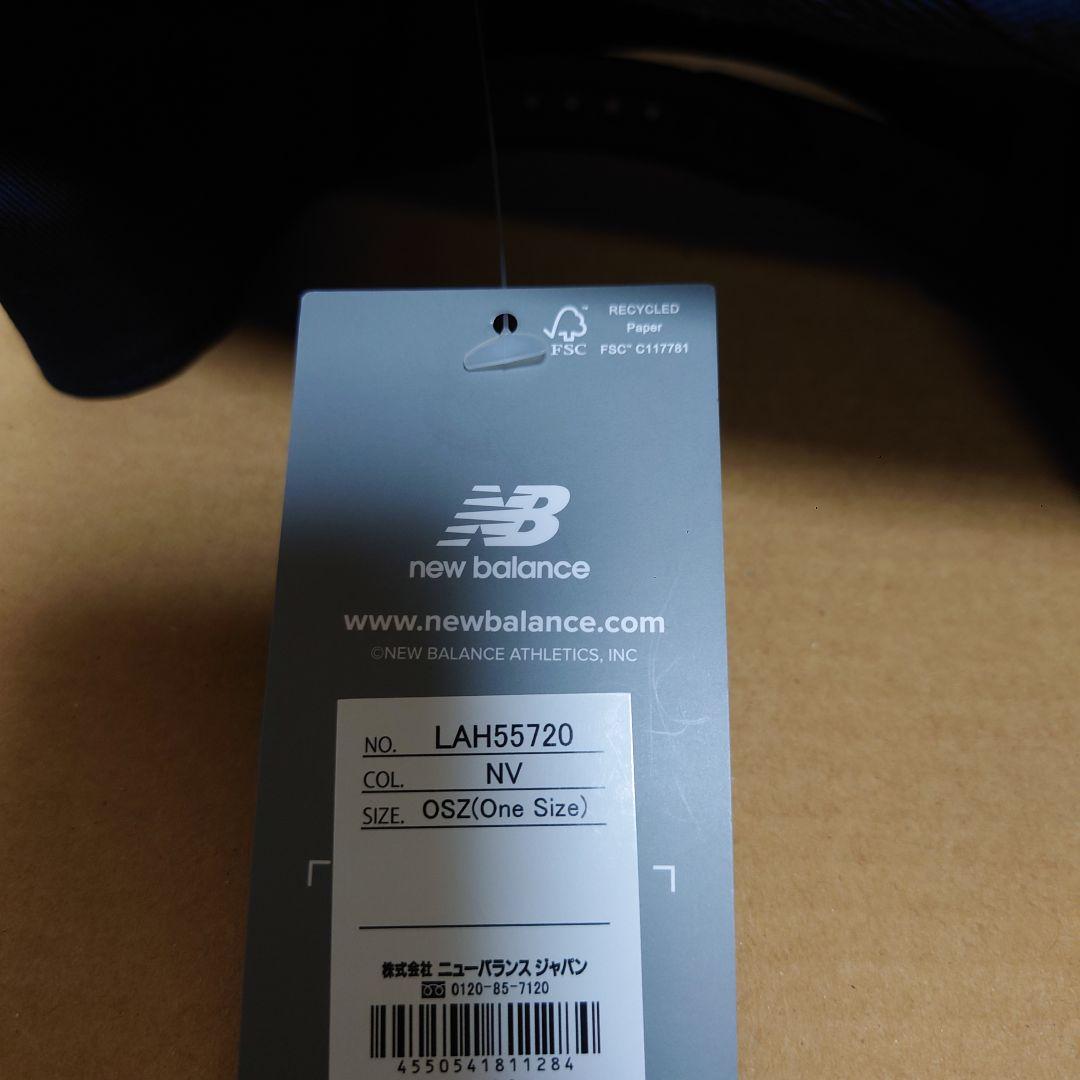 RECYCLED
Paper
FSC™ C117781
FSC
NB
new balance
www.newbalance.com
©NEW BALANCE ATHLETICS, INC
NO. LAH55720
COL. NV
SIZE. OSZ(One Size)
株式会社 ニューバランス ジャパン
0120-85-7120
4550541811284